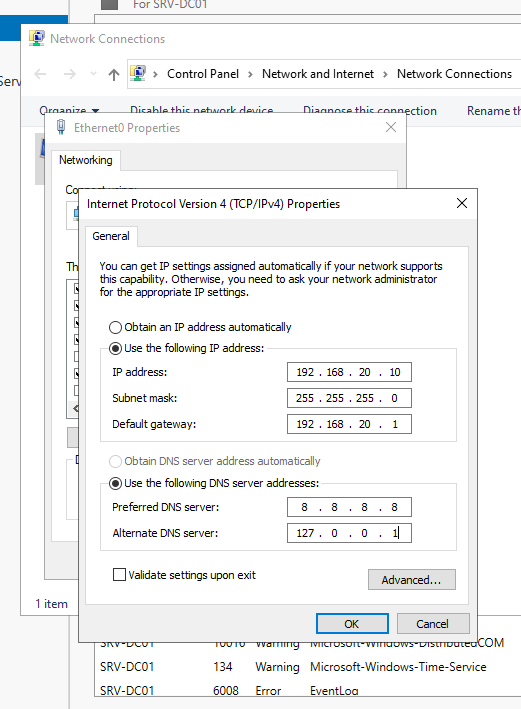 For SRV-DC01
Network Connections
Control Panel > Network and Internet > Network Connections
Organize Disable this network device Diagnose this connection
Ethernet0 Properties
Networking
Internet Protocol Version 4 (TCP/IPv4) Properties
General
You can get IP settings assigned automatically if your network supports
this capability. Otherwise, you need to ask your network administrator
for the appropriate IP settings.
Obtain an IP address automatically
Use the following IP address:
IP address: 192 . 168 . 20 . 10
Subnet mask: 255 . 255 . 255 . 0
Default gateway: 192 . 168 . 20 . 1
Obtain DNS server address automatically
Use the following DNS server addresses:
Preferred DNS server: 8 . 8 . 8 . 8
Alternate DNS server: 127 . 0 . 0 . 1
Validate settings upon exit
Advanced...
OK Cancel
1 item
SRV-DC01 10016 Warning Microsoft-Windows-DistributedCOM
SRV-DC01 134 Warning Microsoft-Windows-Time-Service
SRV-DC01 6008 Error EventLog